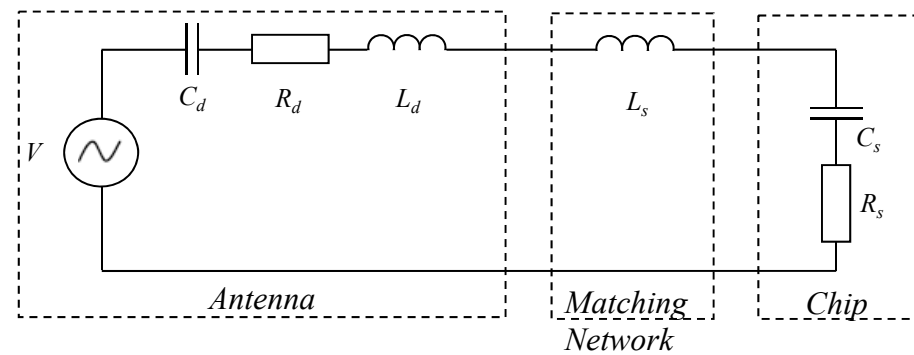 C_d
R_d
L_d
L_s
V
C_s
R_s
Antenna
Matching
Network
Chip